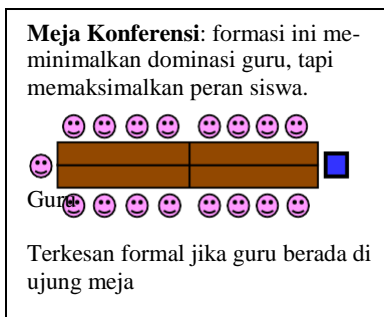 Meja Konferensi: formasi ini me-
minimalkan dominasi guru, tapi
memaksimalkan peran siswa.
Guru
Terkesan formal jika guru berada di
ujung meja